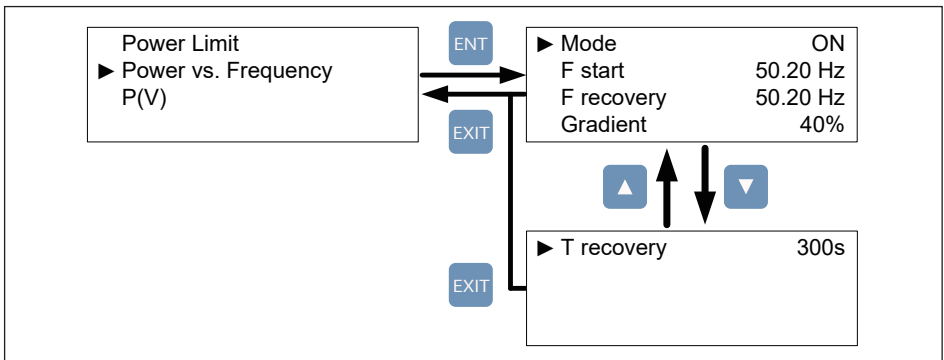 Power Limit
► Power vs. Frequency
P(V)
ENT
EXIT
► Mode ON
F start 50.20 Hz
F recovery 50.20 Hz
Gradient 40%
▲
▼
EXIT
► T recovery 300s